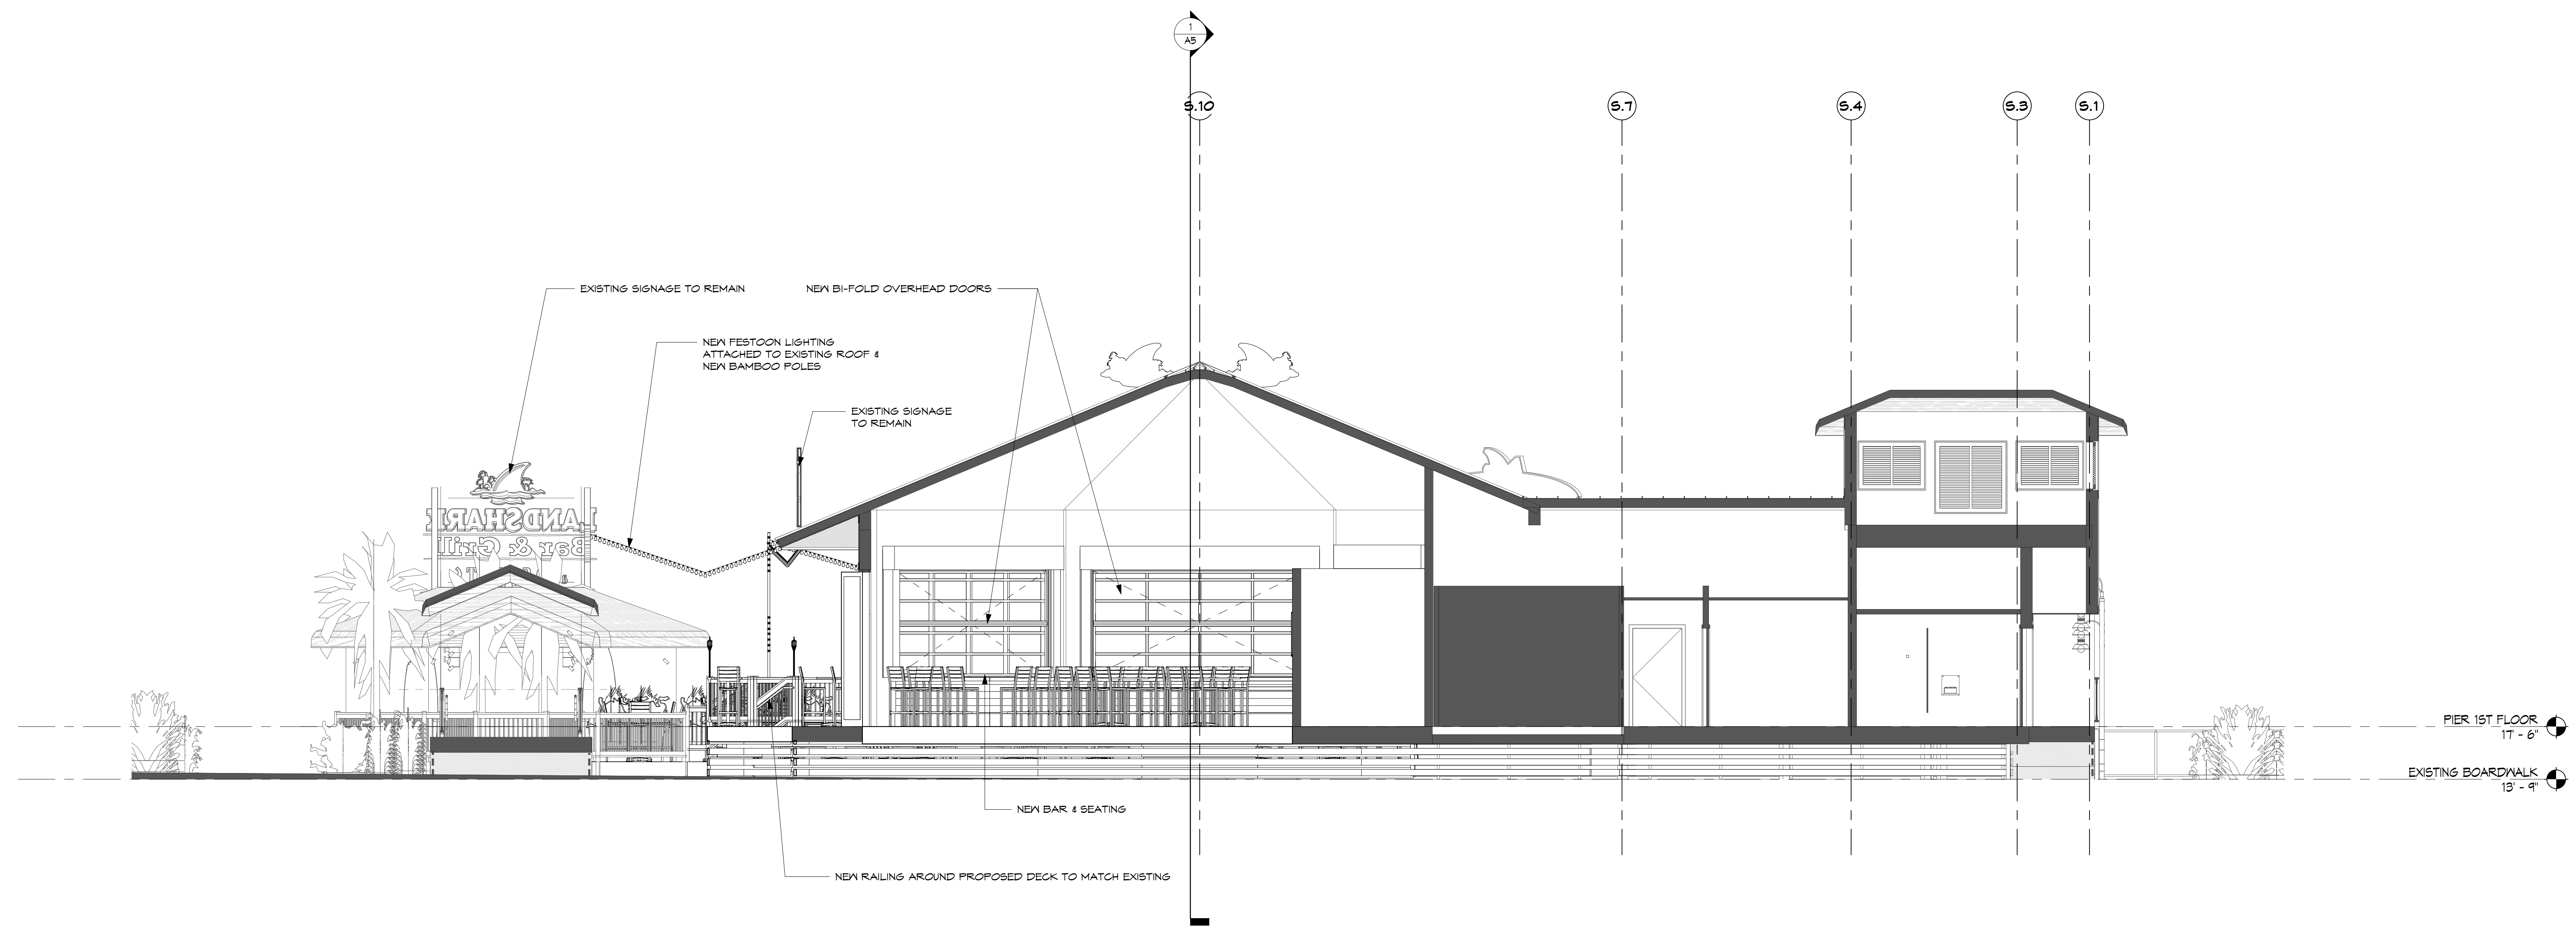 1
A5
S.10
S.7
S.4
S.3
S.1
EXISTING SIGNAGE TO REMAIN
NEW BI-FOLD OVERHEAD DOORS
NEW FESTOON LIGHTING
ATTACHED TO EXISTING ROOF &
NEW BAMBOO POLES
EXISTING SIGNAGE
TO REMAIN
LANDSHARK
Bar & Grill
PIER 1ST FLOOR
17' - 6"
EXISTING BOARDWALK
13' - 9"
NEW BAR & SEATING
NEW RAILING AROUND PROPOSED DECK TO MATCH EXISTING